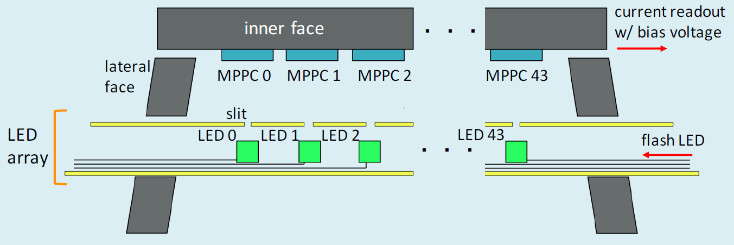 inner face
current readout
w/ bias voltage
MPPC 0 MPPC 1 MPPC 2 MPPC 43
lateral
face
slit
LED 0 LED 1 LED 2 LED 43
LED
array
flash LED